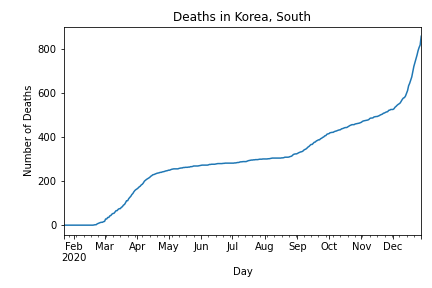 Deaths in Korea, South
Number of Deaths
800
600
400
200
0
Feb Mar Apr May Jun Jul Aug Sep Oct Nov Dec
2020
Day